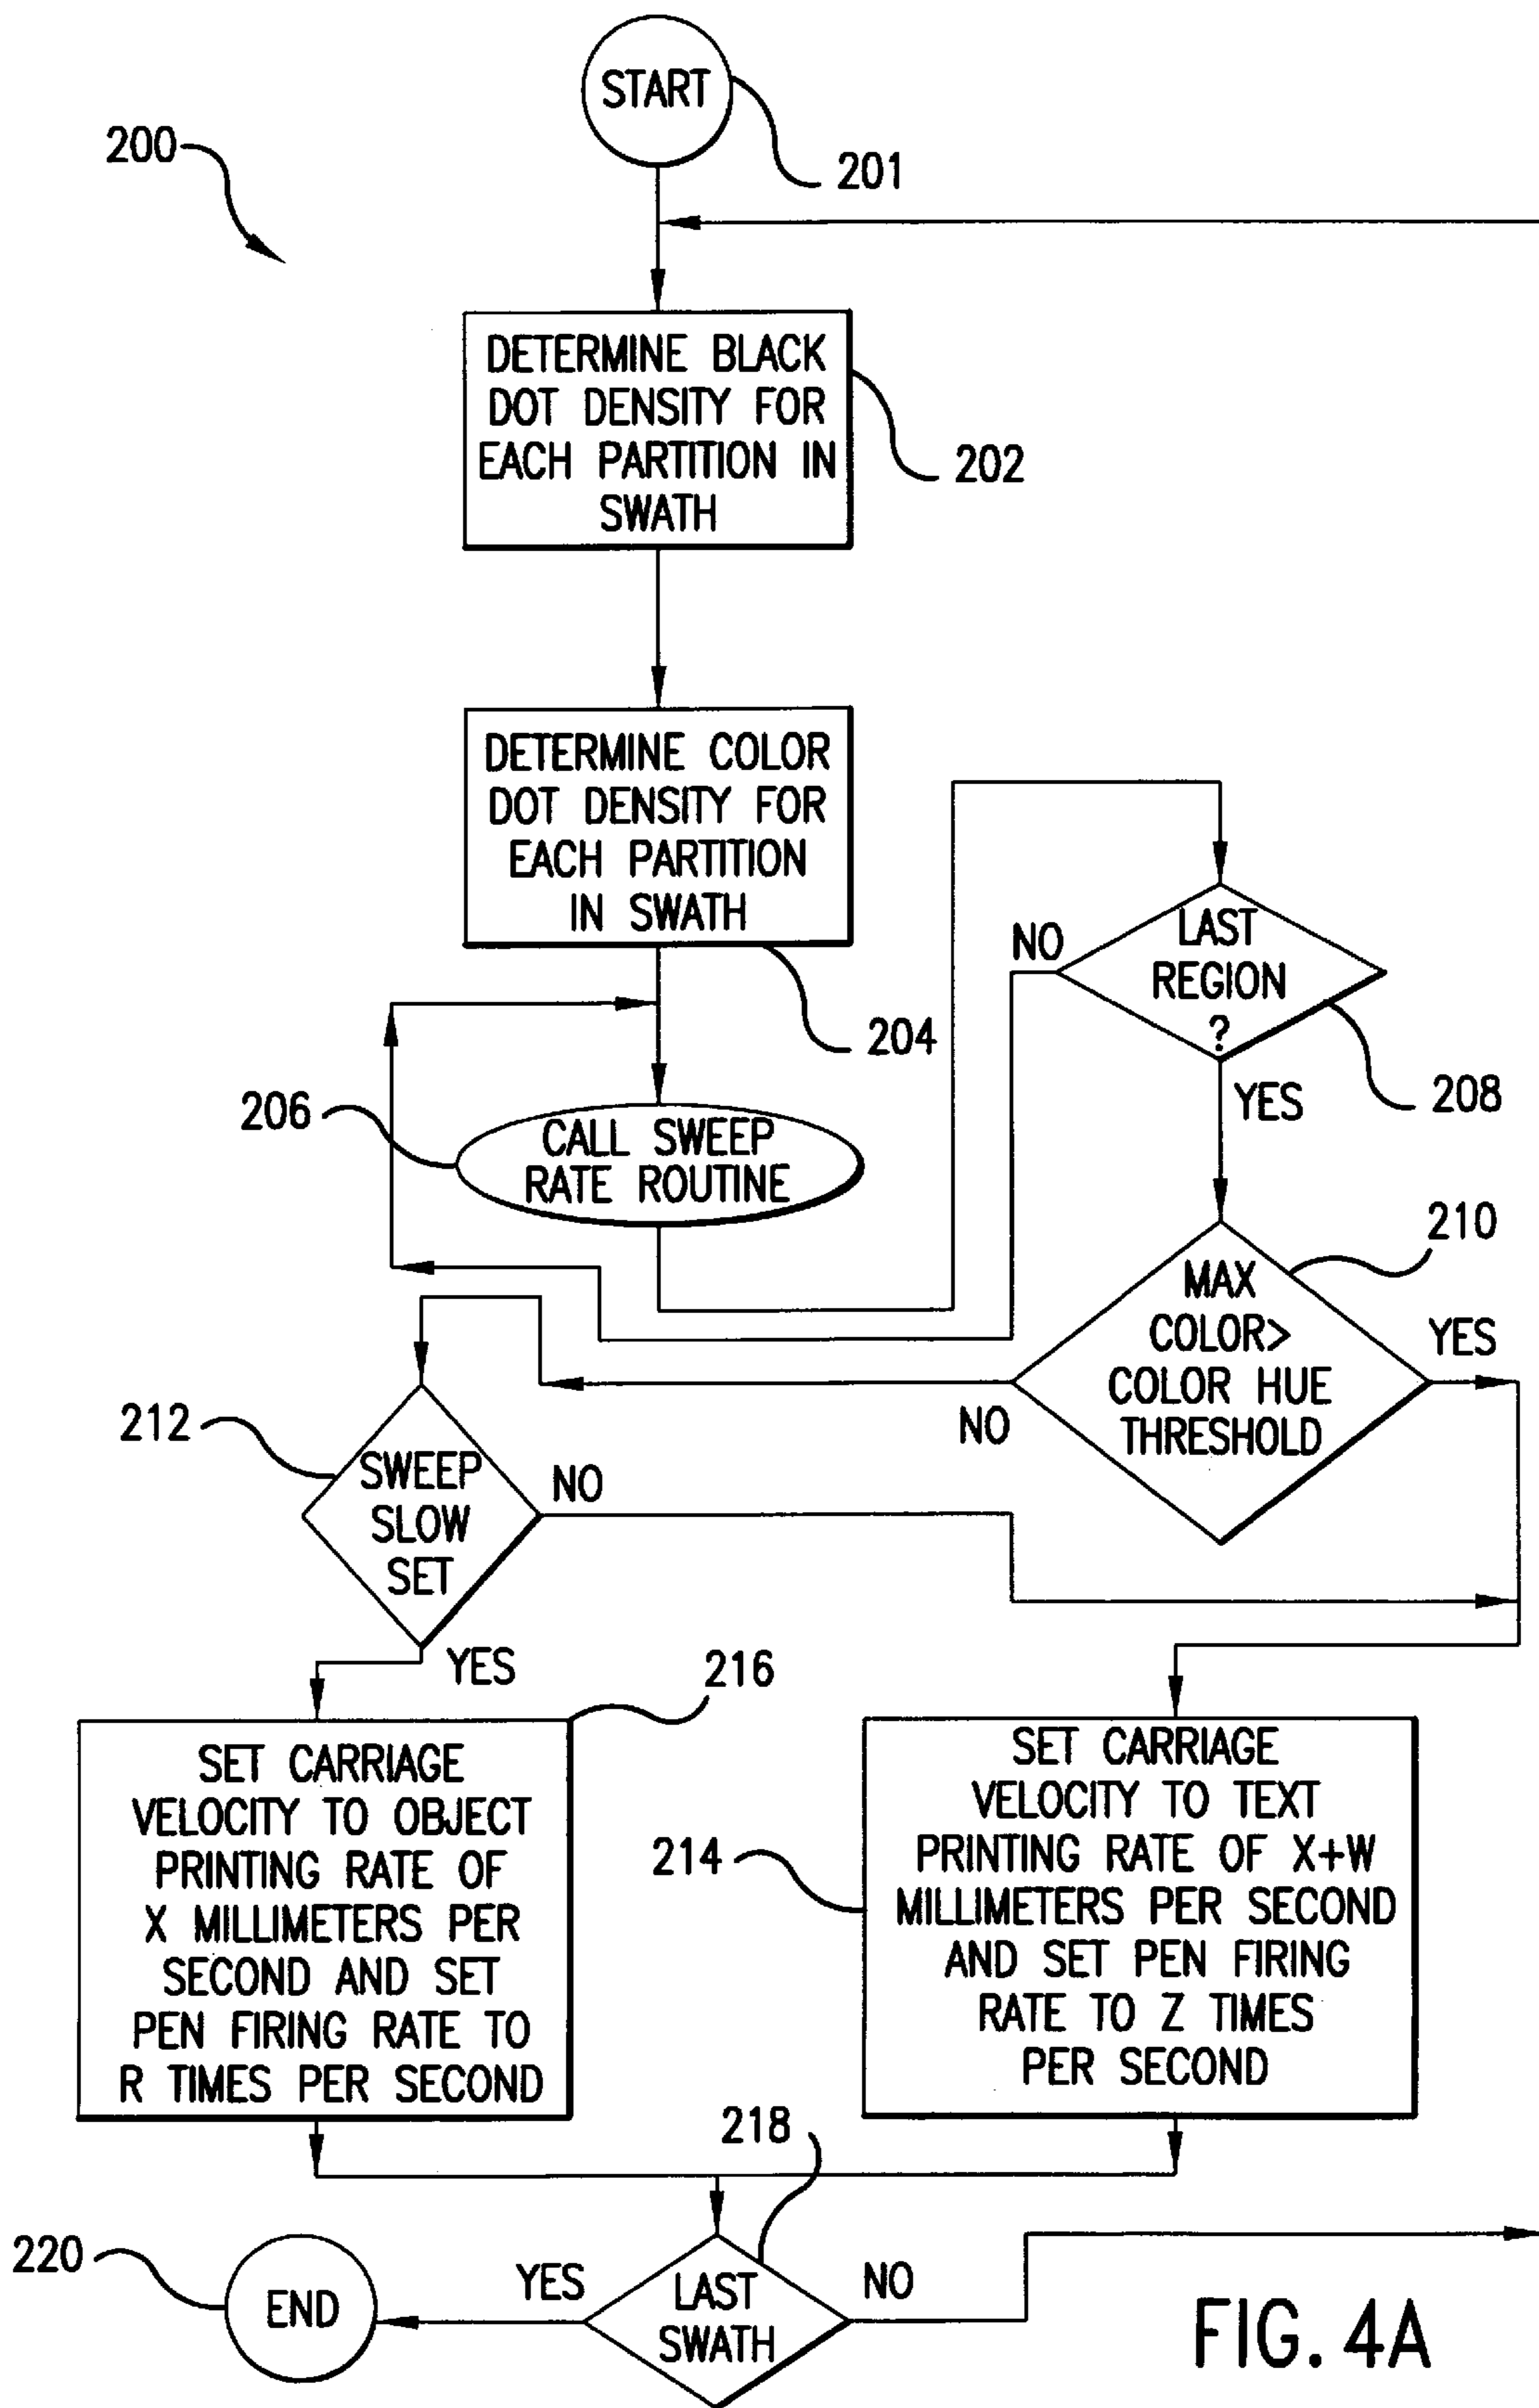 START
200
201
DETERMINE BLACK
DOT DENSITY FOR
EACH PARTITION IN
SWATH
202
DETERMINE COLOR
DOT DENSITY FOR
EACH PARTITION
IN SWATH
204
NO
LAST
REGION
?
208
YES
206
CALL SWEEP
RATE ROUTINE
210
MAX
COLOR>
COLOR HUE
THRESHOLD
YES
NO
212
SWEEP
SLOW
SET
NO
YES
216
SET CARRIAGE
VELOCITY TO OBJECT
PRINTING RATE OF
X MILLIMETERS PER
SECOND AND SET
PEN FIRING RATE TO
R TIMES PER SECOND
214
SET CARRIAGE
VELOCITY TO TEXT
PRINTING RATE OF X+W
MILLIMETERS PER SECOND
AND SET PEN FIRING
RATE TO Z TIMES
PER SECOND
218
220
END
YES
LAST
SWATH
NO
FIG. 4A